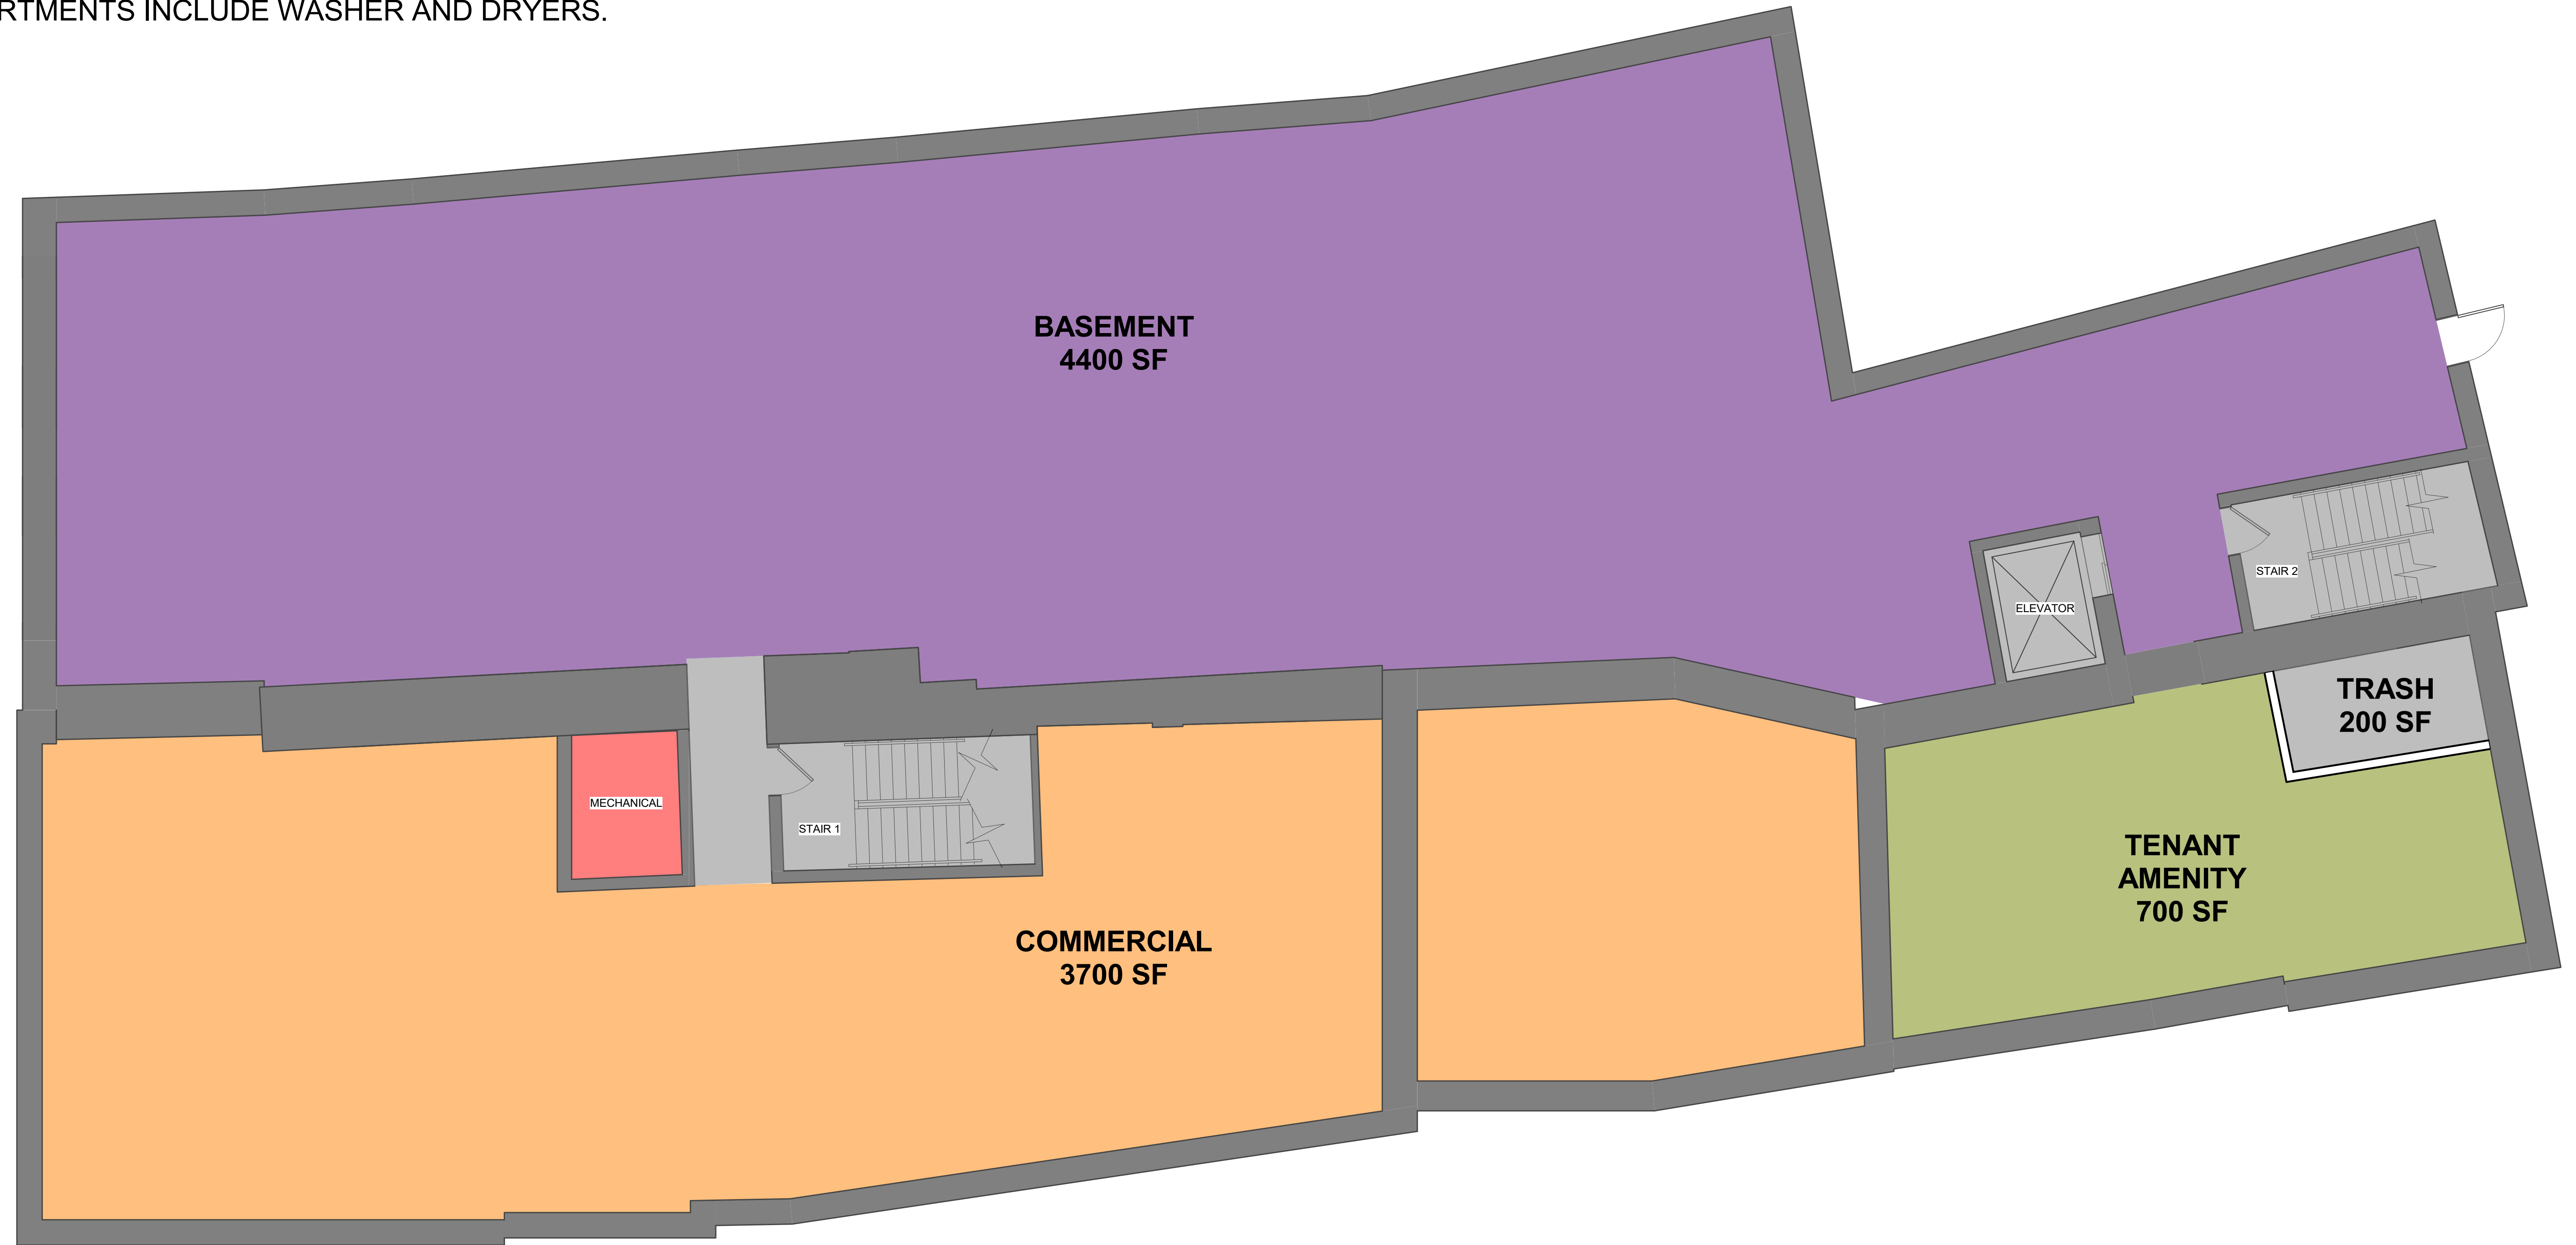 RTMENTS INCLUDE WASHER AND DRYERS.
BASEMENT
4400 SF
STAIR 2
ELEVATOR
TRASH
200 SF
MECHANICAL
STAIR 1
TENANT
AMENITY
700 SF
COMMERCIAL
3700 SF